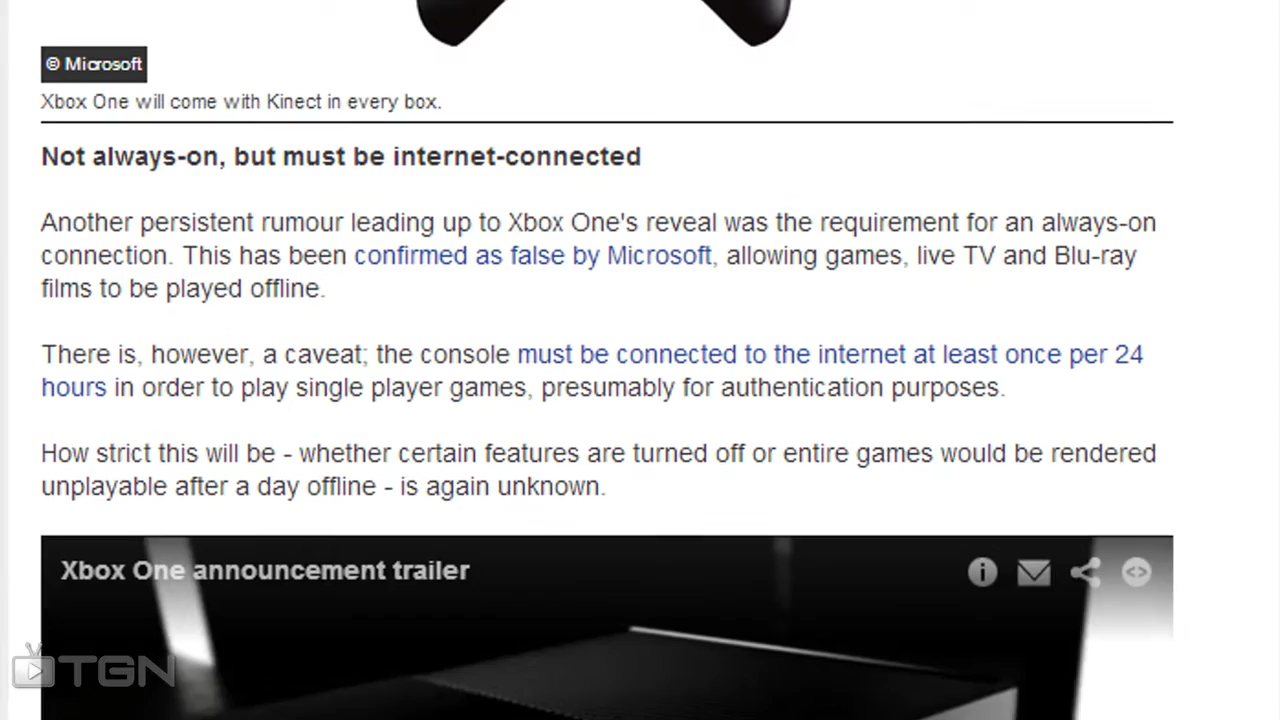 © Microsoft
Xbox One will come with Kinect in every box.
Not always-on, but must be internet-connected
Another persistent rumour leading up to Xbox One's reveal was the requirement for an always-on
connection. This has been confirmed as false by Microsoft, allowing games, live TV and Blu-ray
films to be played offline.
There is, however, a caveat; the console must be connected to the internet at least once per 24
hours in order to play single player games, presumably for authentication purposes.
How strict this will be - whether certain features are turned off or entire games would be rendered
unplayable after a day offline - is again unknown.
Xbox One announcement trailer
TGN